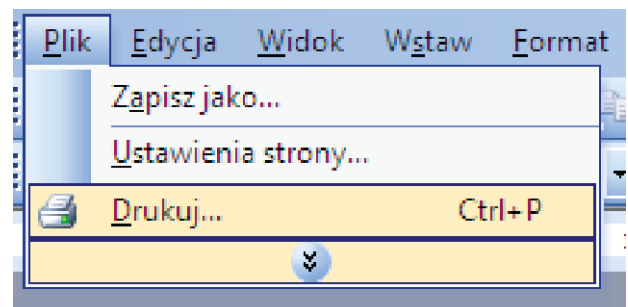 Plik Edycja Widok Wstaw Format
Zapisz jako...
Ustawienia strony...
Drukuj... Ctrl+P